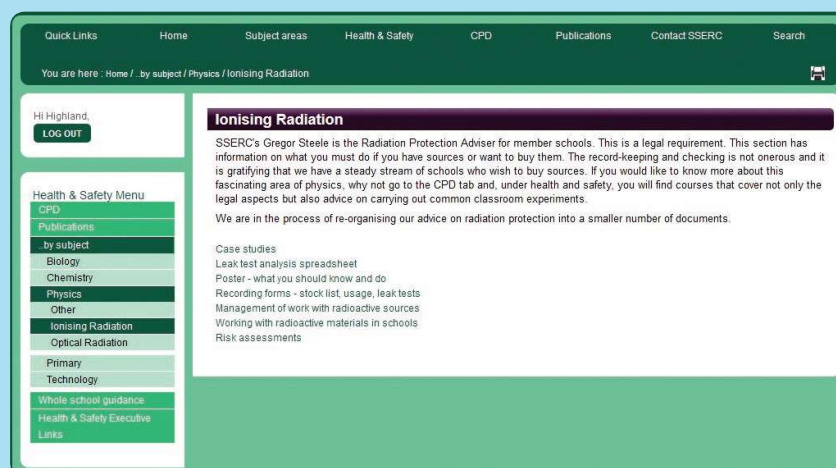 Quick Links Home Subject areas Health & Safety CPD Publications Contact SSERC Search
You are here : Home / ..by subject / Physics / Ionising Radiation
Hi Highland,
LOG OUT
Health & Safety Menu
CPD
Publications
..by subject
Biology
Chemistry
Physics
Other
Ionising Radiation
Optical Radiation
Primary
Technology
Whole school guidance
Health & Safety Executive
Links
Ionising Radiation
SSERC's Gregor Steele is the Radiation Protection Adviser for member schools. This is a legal requirement. This section has
information on what you must do if you have sources or want to buy them. The record-keeping and checking is not onerous and it
is gratifying that we have a steady stream of schools who wish to buy sources. If you would like to know more about this
fascinating area of physics, why not go to the CPD tab and, under health and safety, you will find courses that cover not only the
legal aspects but also advice on carrying out common classroom experiments.
We are in the process of re-organising our advice on radiation protection into a smaller number of documents.
Case studies
Leak test analysis spreadsheet
Poster - what you should know and do
Recording forms - stock list, usage, leak tests
Management of work with radioactive sources
Working with radioactive materials in schools
Risk assessments